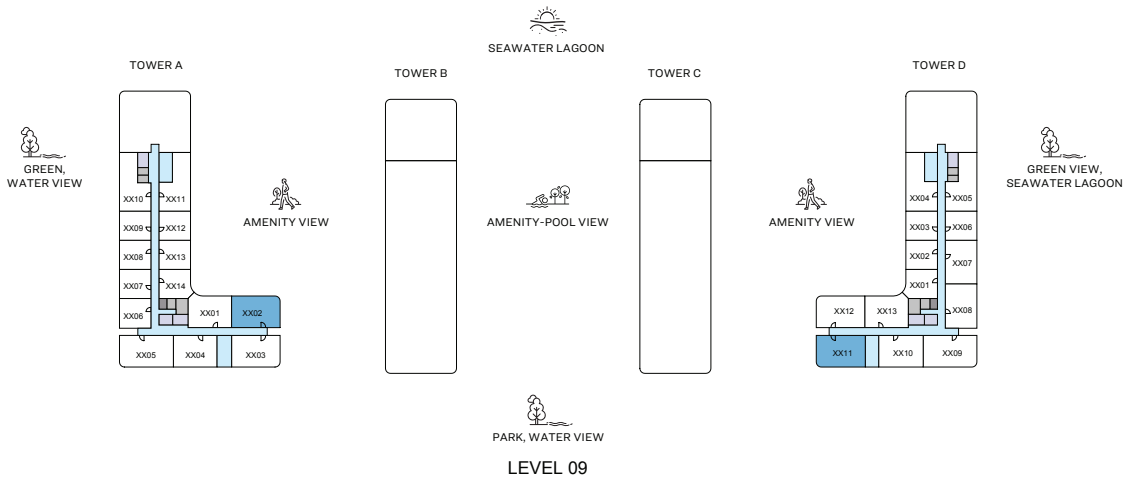 SEAWATER LAGOON
TOWER A
TOWER B
TOWER C
TOWER D
GREEN,
WATER VIEW
AMENITY VIEW
AMENITY-POOL VIEW
AMENITY VIEW
GREEN VIEW,
SEAWATER LAGOON
XX10 XX11
XX09 XX12
XX08 XX13
XX07 XX14
XX06 XX01 XX02
XX05 XX04 XX03
XX04 XX05
XX03 XX06
XX02 XX07
XX01
XX12 XX13 XX08
XX11 XX10 XX09
PARK, WATER VIEW
LEVEL 09